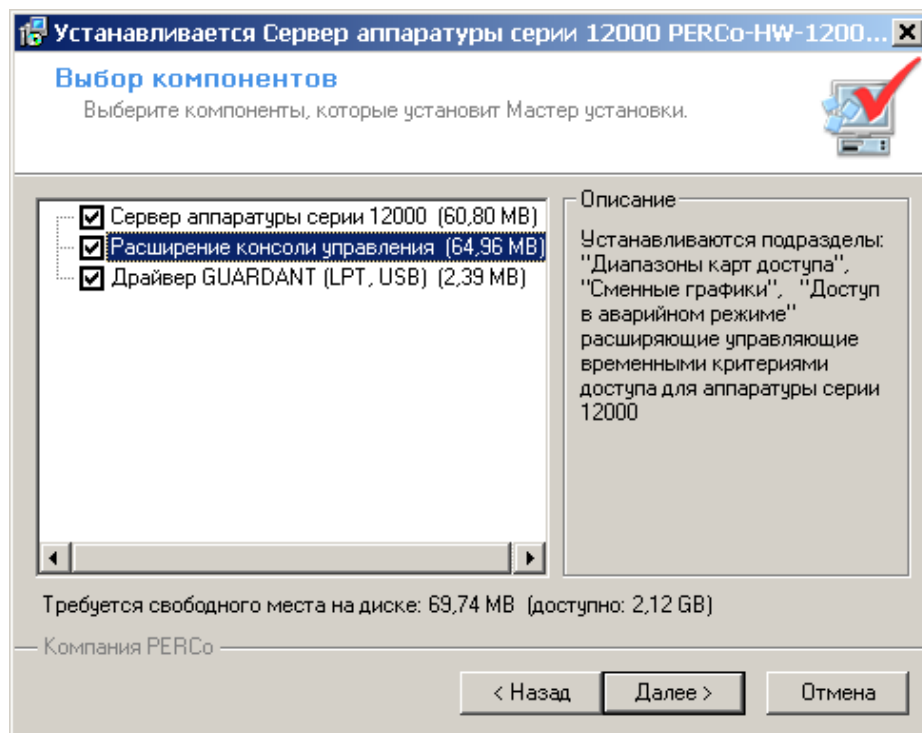 Устанавливается Сервер аппаратуры серии 12000 PERCo-HW-1200...
Выбор компонентов
Выберите компоненты, которые установит Мастер установки.
Сервер аппаратуры серии 12000 (60,80 MB)
Расширение консоли управления (64,96 MB)
Драйвер GUARDANT (LPT, USB) (2,39 MB)
Описание
Устанавливаются подразделы:
"Диапазоны карт доступа",
"Сменные графики", "Доступ
в аварийном режиме"
расширяющие управляющие
временными критериями
доступа для аппаратуры серии
12000
Требуется свободного места на диске: 69,74 MB (доступно: 2,12 GB)
Компания PERCo
< Назад
Далее >
Отмена